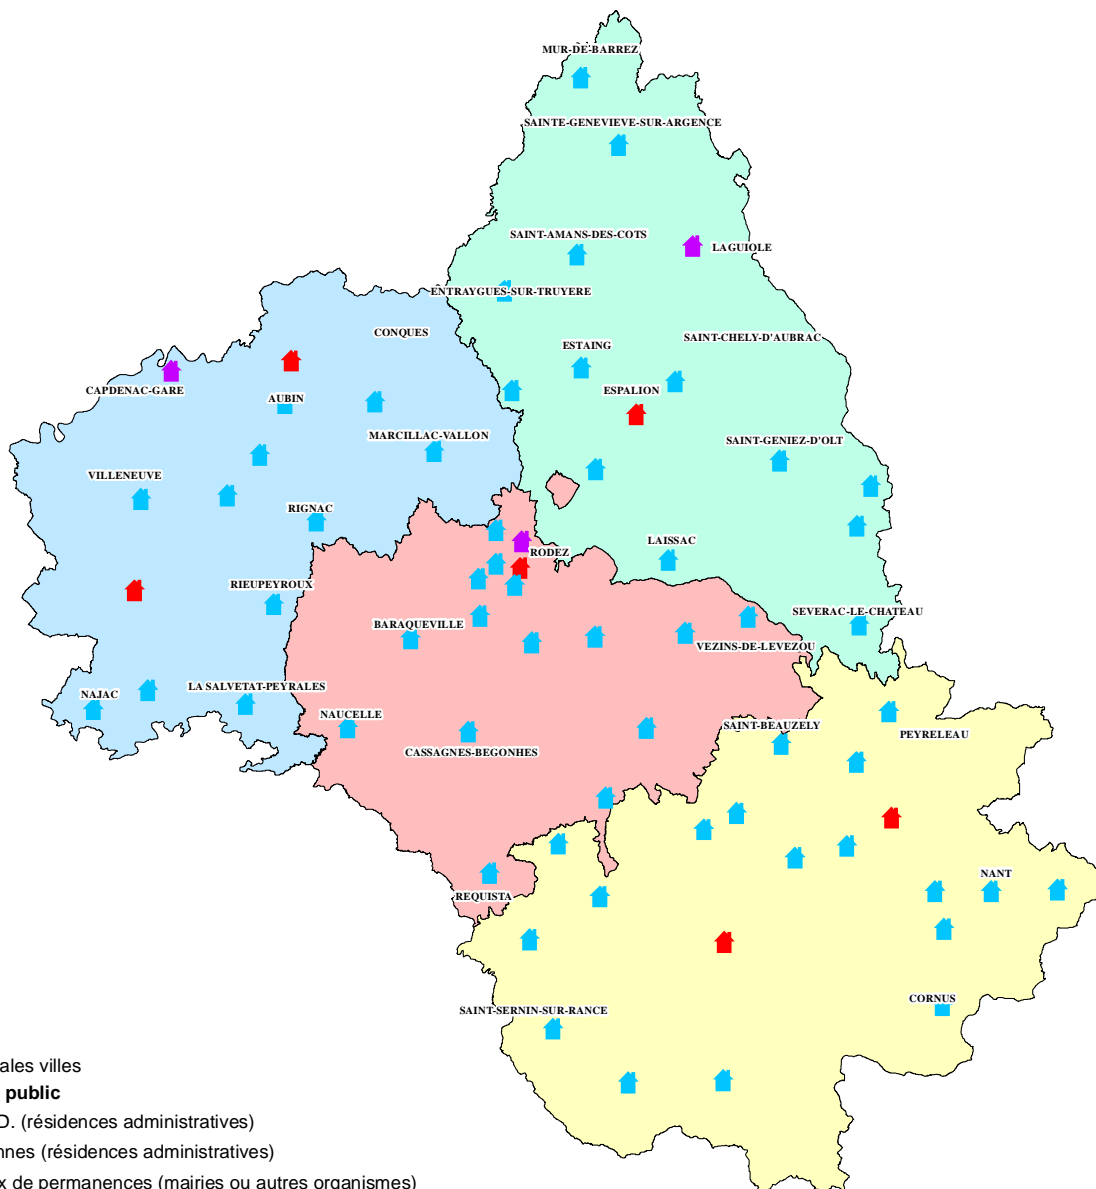 MUR-DE-BARREZ
SAINTE-GENEVIEVE-SUR-ARGENCE
SAINT-AMANS-DES-COTS
LAGUIOLE
ENTRAYGUES-SUR-TRUYERE
CONQUES
SAINT-CHELY-D'AUBRAC
ESTAING
CAPDENAC-GARE
ESPALION
AUBIN
MARCILLAC-VALLON
SAINT-GENIEZ-D'OLT
VILLENEUVE
RIGNAC
LAISSAC
RODEZ
RIEUPEYROUX
SEVERAC-LE-CHATEAU
BARAQUEVILLE
VEZINS-DE-LEVEZOU
LA SALVETAT-PEYRALES
NAJAC
NAUCELLE
SAINT-BEAUZELY
PEYRELEAU
CASSAGNES-BEGONHES
NANT
REQUISTA
CORNUS
SAINT-SERNIN-SUR-RANCE
ales villes
public
D. (résidences administratives)
nnes (résidences administratives)
x de permanences (mairies ou autres organismes)